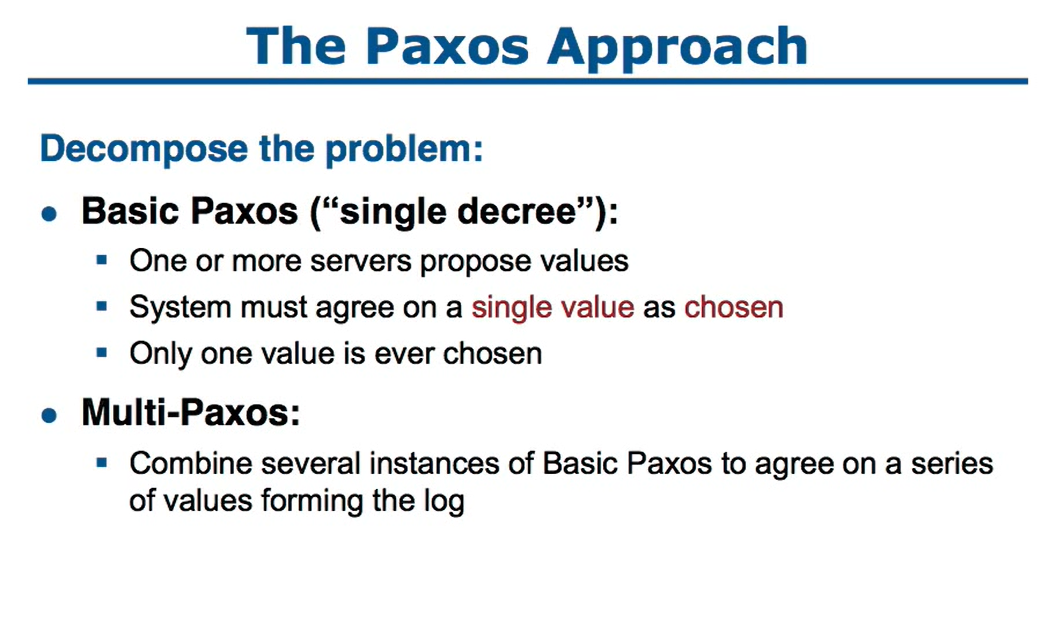 The Paxos Approach
Decompose the problem:
● Basic Paxos (“single decree”):
▪ One or more servers propose values
▪ System must agree on a single value as chosen
▪ Only one value is ever chosen
● Multi-Paxos:
▪ Combine several instances of Basic Paxos to agree on a series
of values forming the log